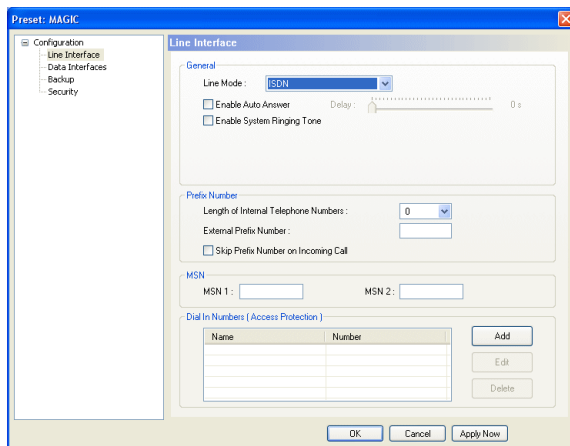 Preset: MAGIC
Configuration
Line Interface
Data Interfaces
Backup
Security
Line Interface
General
Line Mode :
ISDN
Enable Auto Answer
Delay :
0 s
Enable System Ringing Tone
Prefix Number
Length of Internal Telephone Numbers :
0
External Prefix Number :
Skip Prefix Number on Incoming Call
MSN
MSN 1 :
MSN 2 :
Dial In Numbers ( Access Protection )
Name
Number
Add
Edit
Delete
OK
Cancel
Apply Now